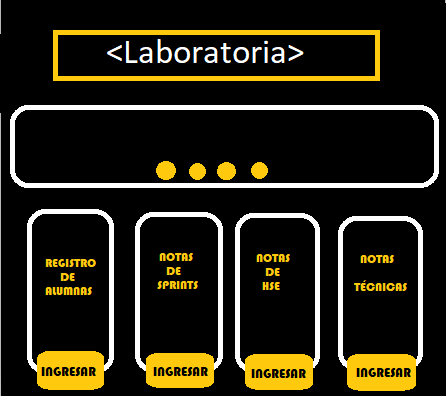 <Laboratoria>
REGISTRO
DE
ALUMNAS
INGRESAR
NOTAS
DE
SPRINTS
INGRESAR
NOTAS
DE
HSE
INGRESAR
NOTAS
TÉCNICAS
INGRESAR